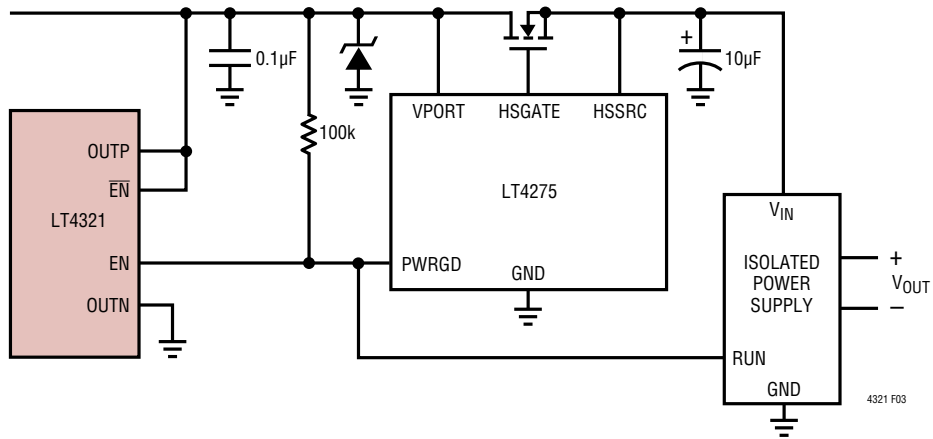 0.1µF
+
10µF
100k
VPORT
HSGATE
HSSRC
LT4275
PWRGD
GND
OUTP
E̅N̅
LT4321
EN
OUTN
VIN
ISOLATED
POWER
SUPPLY
RUN
GND
+
VOUT
−
4321 F03